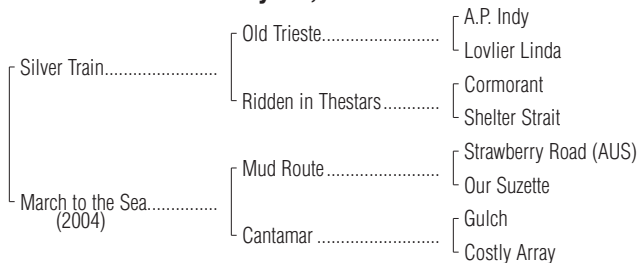 Silver Train
March to the Sea
(2004)
Old Trieste
Ridden in Thestars
Mud Route
Cantamar
A.P. Indy
Lovlier Linda
Cormorant
Shelter Strait
Strawberry Road (AUS)
Our Suzette
Gulch
Costly Array